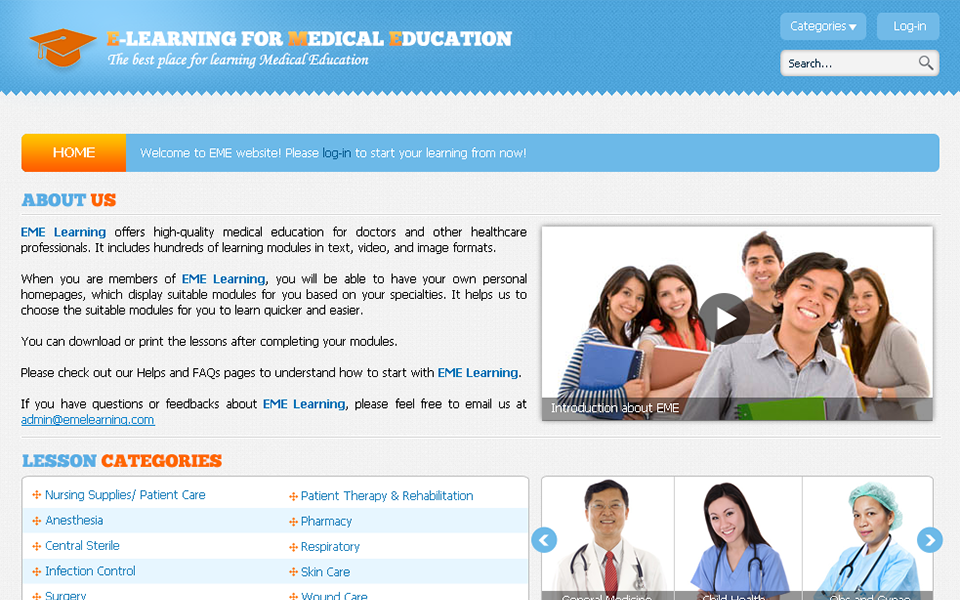 E-LEARNING FOR MEDICAL EDUCATION
The best place for learning Medical Education
Categories
Log-in
Search...
HOME
Welcome to EME website! Please log-in to start your learning from now!
ABOUT US
EME Learning offers high-quality medical education for doctors and other healthcare
professionals. It includes hundreds of learning modules in text, video, and image formats.
When you are members of EME Learning, you will be able to have your own personal
homepages, which display suitable modules for you based on your specialties. It helps us to
choose the suitable modules for you to learn quicker and easier.
You can download or print the lessons after completing your modules.
Please check out our Helps and FAQs pages to understand how to start with EME Learning.
If you have questions or feedbacks about EME Learning, please feel free to email us at
admin@emelearning.com
Introduction about EME
LESSON CATEGORIES
Nursing Supplies/ Patient Care
Patient Therapy & Rehabilitation
Anesthesia
Pharmacy
Central Sterile
Respiratory
Infection Control
Skin Care
Surgery
Wound Care
General Medicine
Child Health
Obs and Gynae